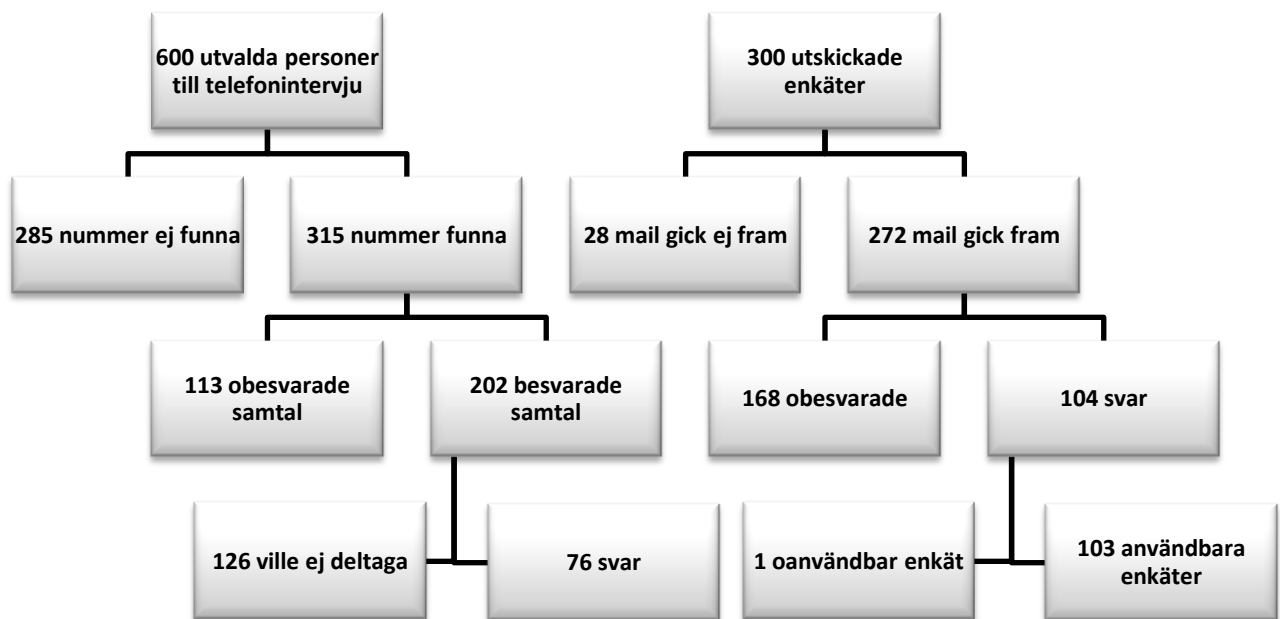 600 utvalda personer
till telefonintervju
300 utskickade
enkäter
285 nummer ej funna
315 nummer funna
28 mail gick ej fram
272 mail gick fram
113 obesvarade
samtal
202 besvarade
samtal
168 obesvarade
104 svar
126 ville ej deltaga
76 svar
1 oanvändbar enkät
103 användbara
enkäter